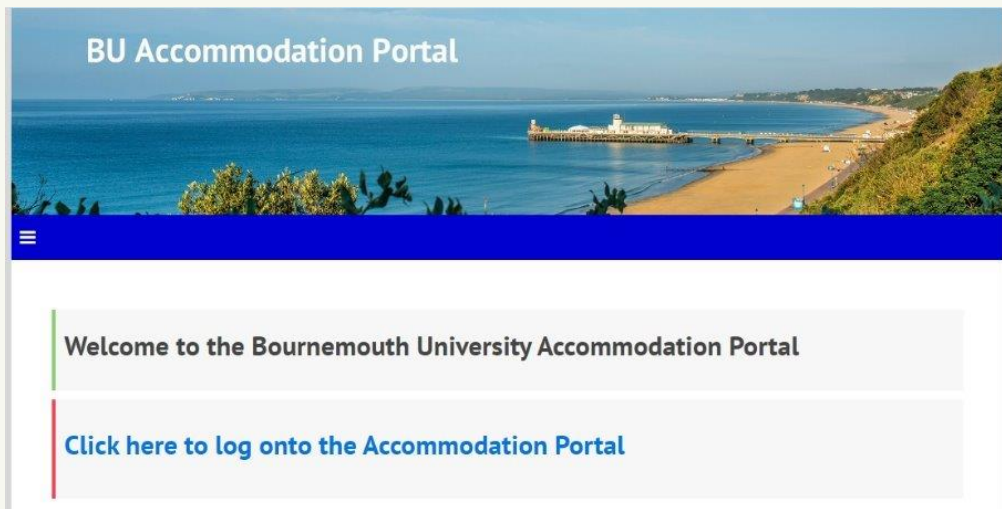 BU Accommodation Portal
Welcome to the Bournemouth University Accommodation Portal
Click here to log onto the Accommodation Portal